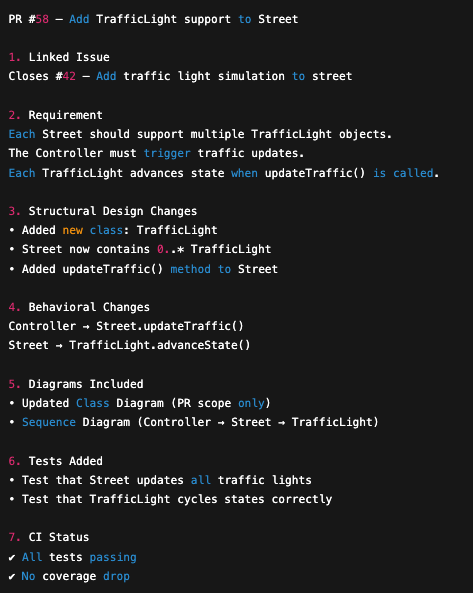 PR #58 — Add TrafficLight support to Street
1. Linked Issue
Closes #42 — Add traffic light simulation to street
2. Requirement
Each Street should support multiple TrafficLight objects.
The Controller must trigger traffic updates.
Each TrafficLight advances state when updateTraffic() is called.
3. Structural Design Changes
• Added new class: TrafficLight
• Street now contains 0..* TrafficLight
• Added updateTraffic() method to Street
4. Behavioral Changes
Controller → Street.updateTraffic()
Street → TrafficLight.advanceState()
5. Diagrams Included
• Updated Class Diagram (PR scope only)
• Sequence Diagram (Controller → Street → TrafficLight)
6. Tests Added
• Test that Street updates all traffic lights
• Test that TrafficLight cycles states correctly
7. CI Status
✔ All tests passing
✔ No coverage drop